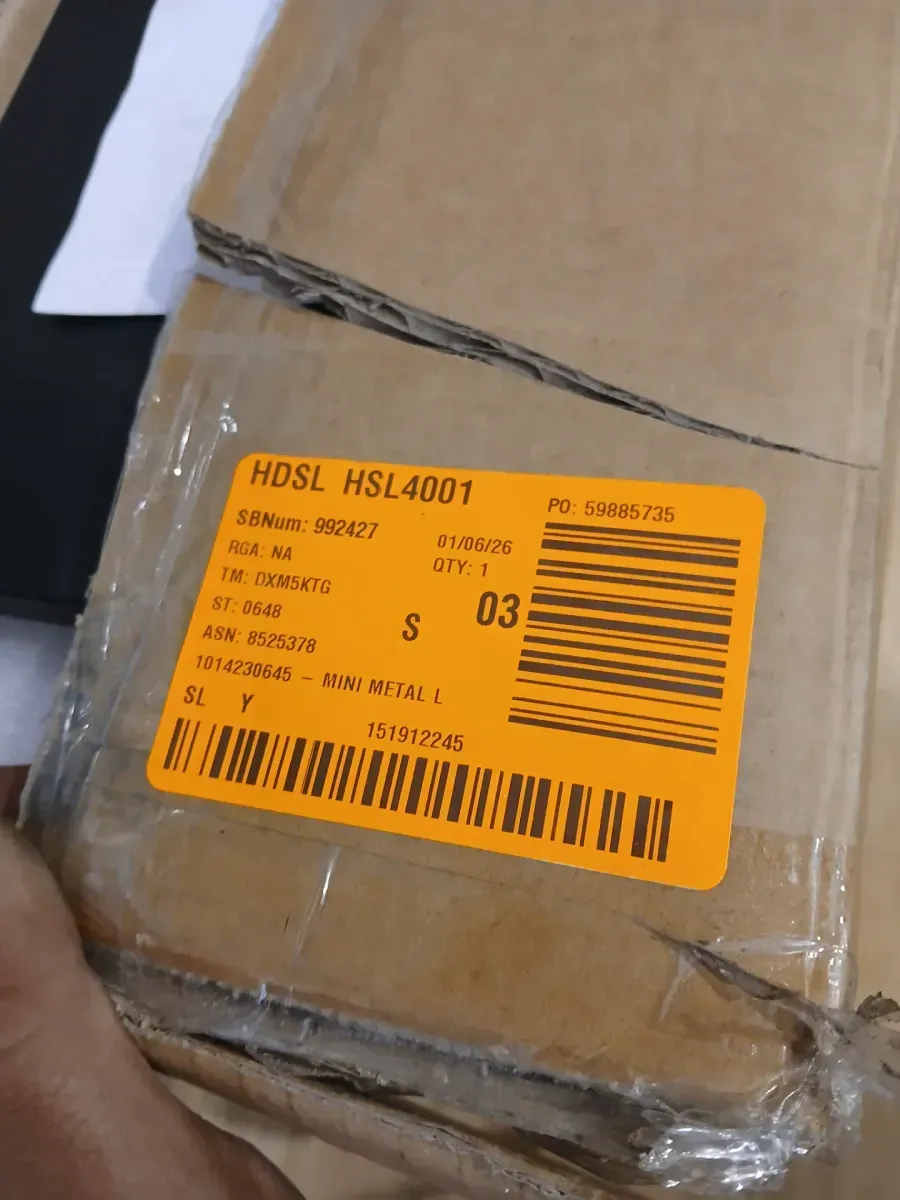 HDSL HSL4001
PO: 59885735
SBNum: 992427
01/06/26
RGA: NA
QTY: 1
TM: DXM5KTG
03
ST: 0648
S
ASN: 8525378
1014230645 – MINI METAL L
SL Y
151912245